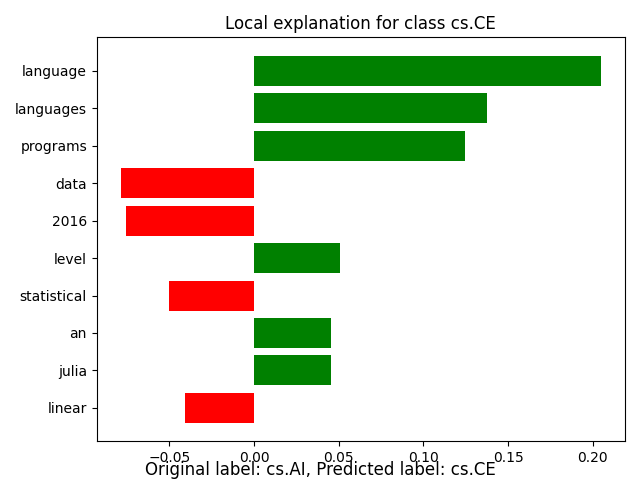 Local explanation for class cs.CE
language
languages
programs
data
2016
level
statistical
an
julia
linear
−0.05 0.00 0.05 0.10 0.15 0.20
Original label: cs.AI, Predicted label: cs.CE